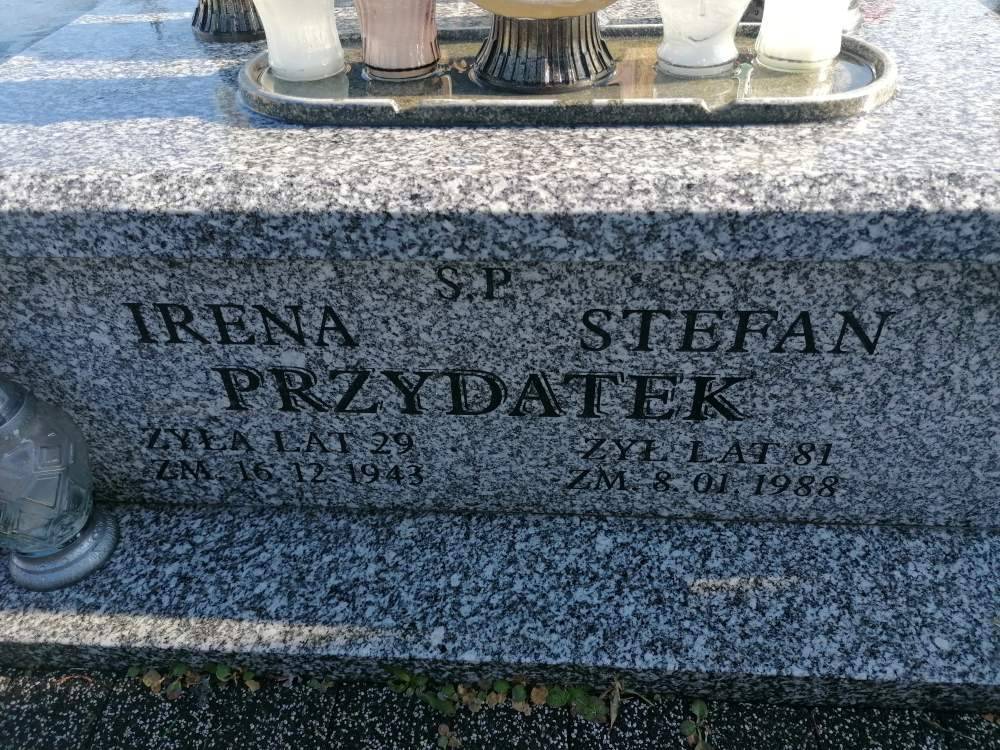 Ś.P.
IRENA STEFAN
PRZYDATEK
ŻYŁA LAT 29 ŻYŁ LAT 81
ZM. 16.12.1943 ZM. 8.01.1988